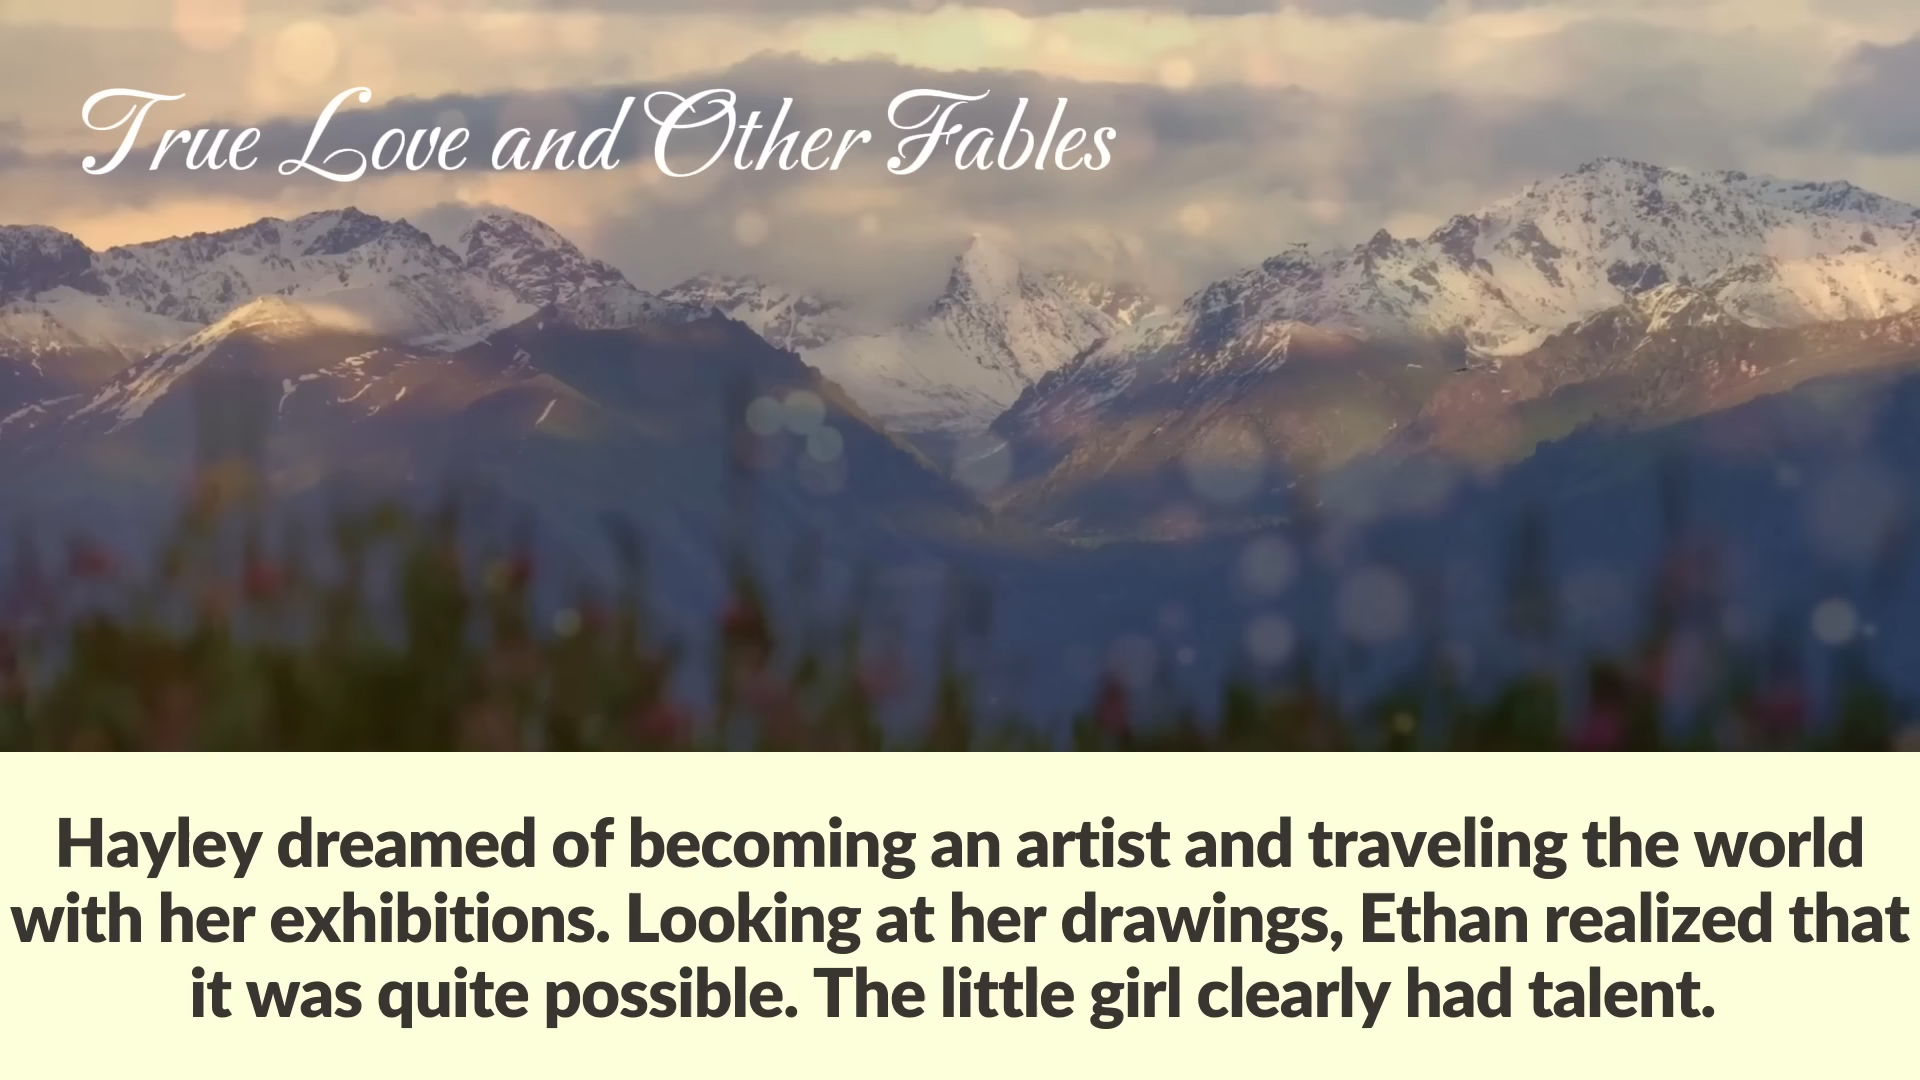 True Love and Other Fables
Hayley dreamed of becoming an artist and traveling the world
with her exhibitions. Looking at her drawings, Ethan realized that
it was quite possible. The little girl clearly had talent.